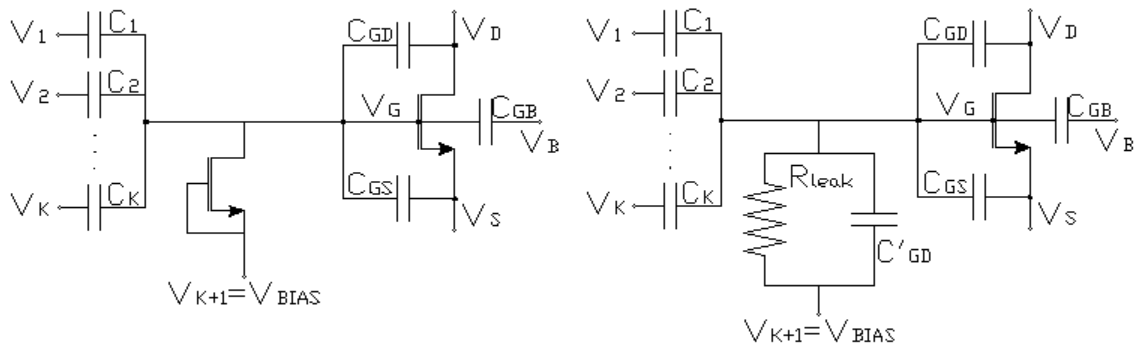 V1 C1 CGD VD
V2 C2 VG CGB
VB
VK CK CGS VS
VK+1=VBIAS
V1 C1 CGD VD
V2 C2 VG CGB
VB
VK CK Rleak CGS VS
C'GD
VK+1=VBIAS